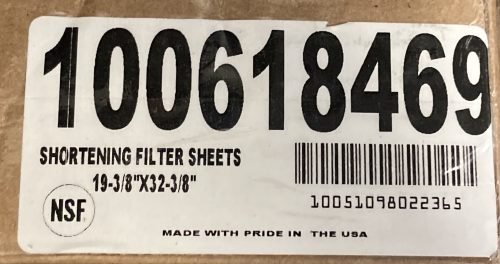 100618469
SHORTENING FILTER SHEETS
19-3/8"X32-3/8"
10051098022365
NSF
MADE WITH PRIDE IN THE USA